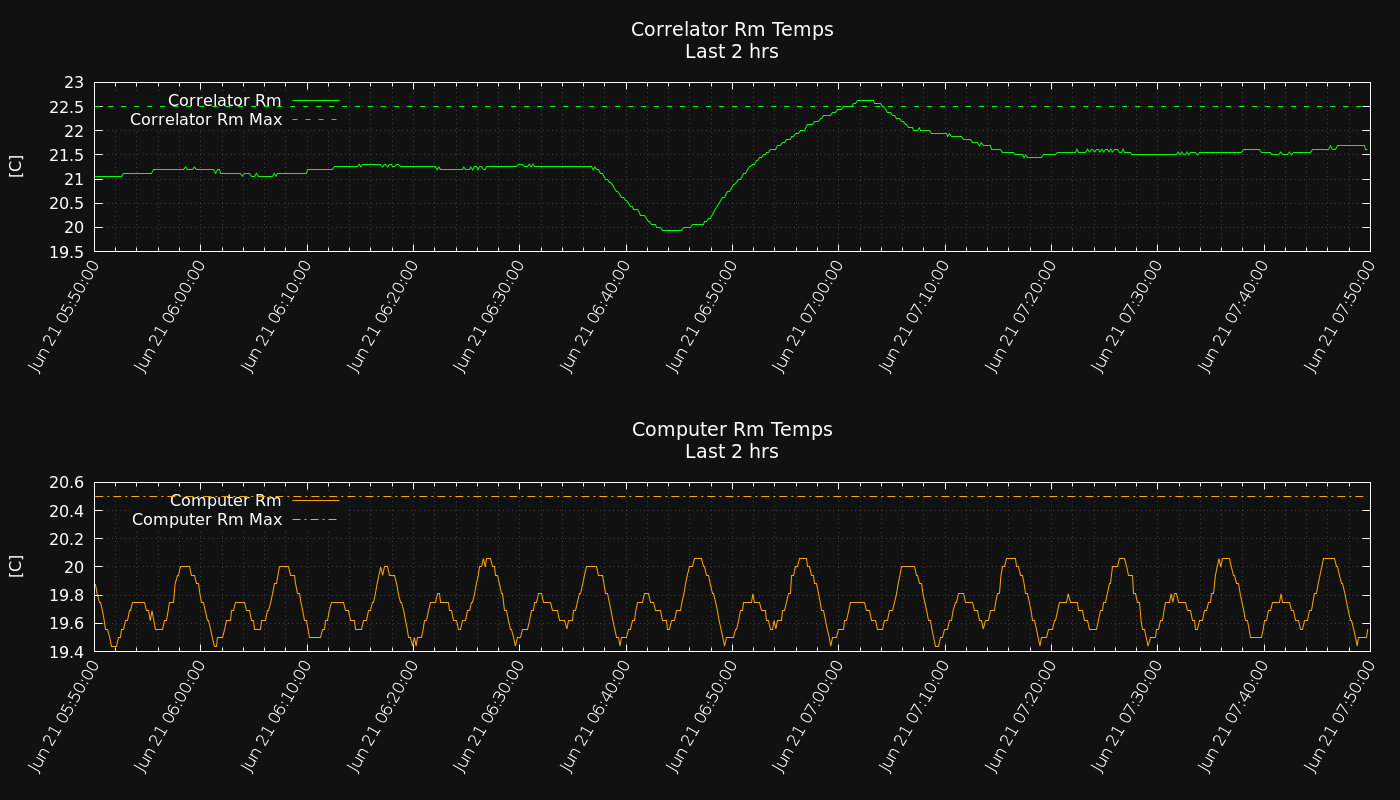 Correlator Rm Temps
Last 2 hrs
23
22.5
22
21.5
21
20.5
20
19.5
[C]
Correlator Rm
Correlator Rm Max
Jun 21 05:50:00
Jun 21 06:00:00
Jun 21 06:10:00
Jun 21 06:20:00
Jun 21 06:30:00
Jun 21 06:40:00
Jun 21 06:50:00
Jun 21 07:00:00
Jun 21 07:10:00
Jun 21 07:20:00
Jun 21 07:30:00
Jun 21 07:40:00
Jun 21 07:50:00
Computer Rm Temps
Last 2 hrs
20.6
20.4
20.2
20
19.8
19.6
19.4
[C]
Computer Rm
Computer Rm Max
Jun 21 05:50:00
Jun 21 06:00:00
Jun 21 06:10:00
Jun 21 06:20:00
Jun 21 06:30:00
Jun 21 06:40:00
Jun 21 06:50:00
Jun 21 07:00:00
Jun 21 07:10:00
Jun 21 07:20:00
Jun 21 07:30:00
Jun 21 07:40:00
Jun 21 07:50:00